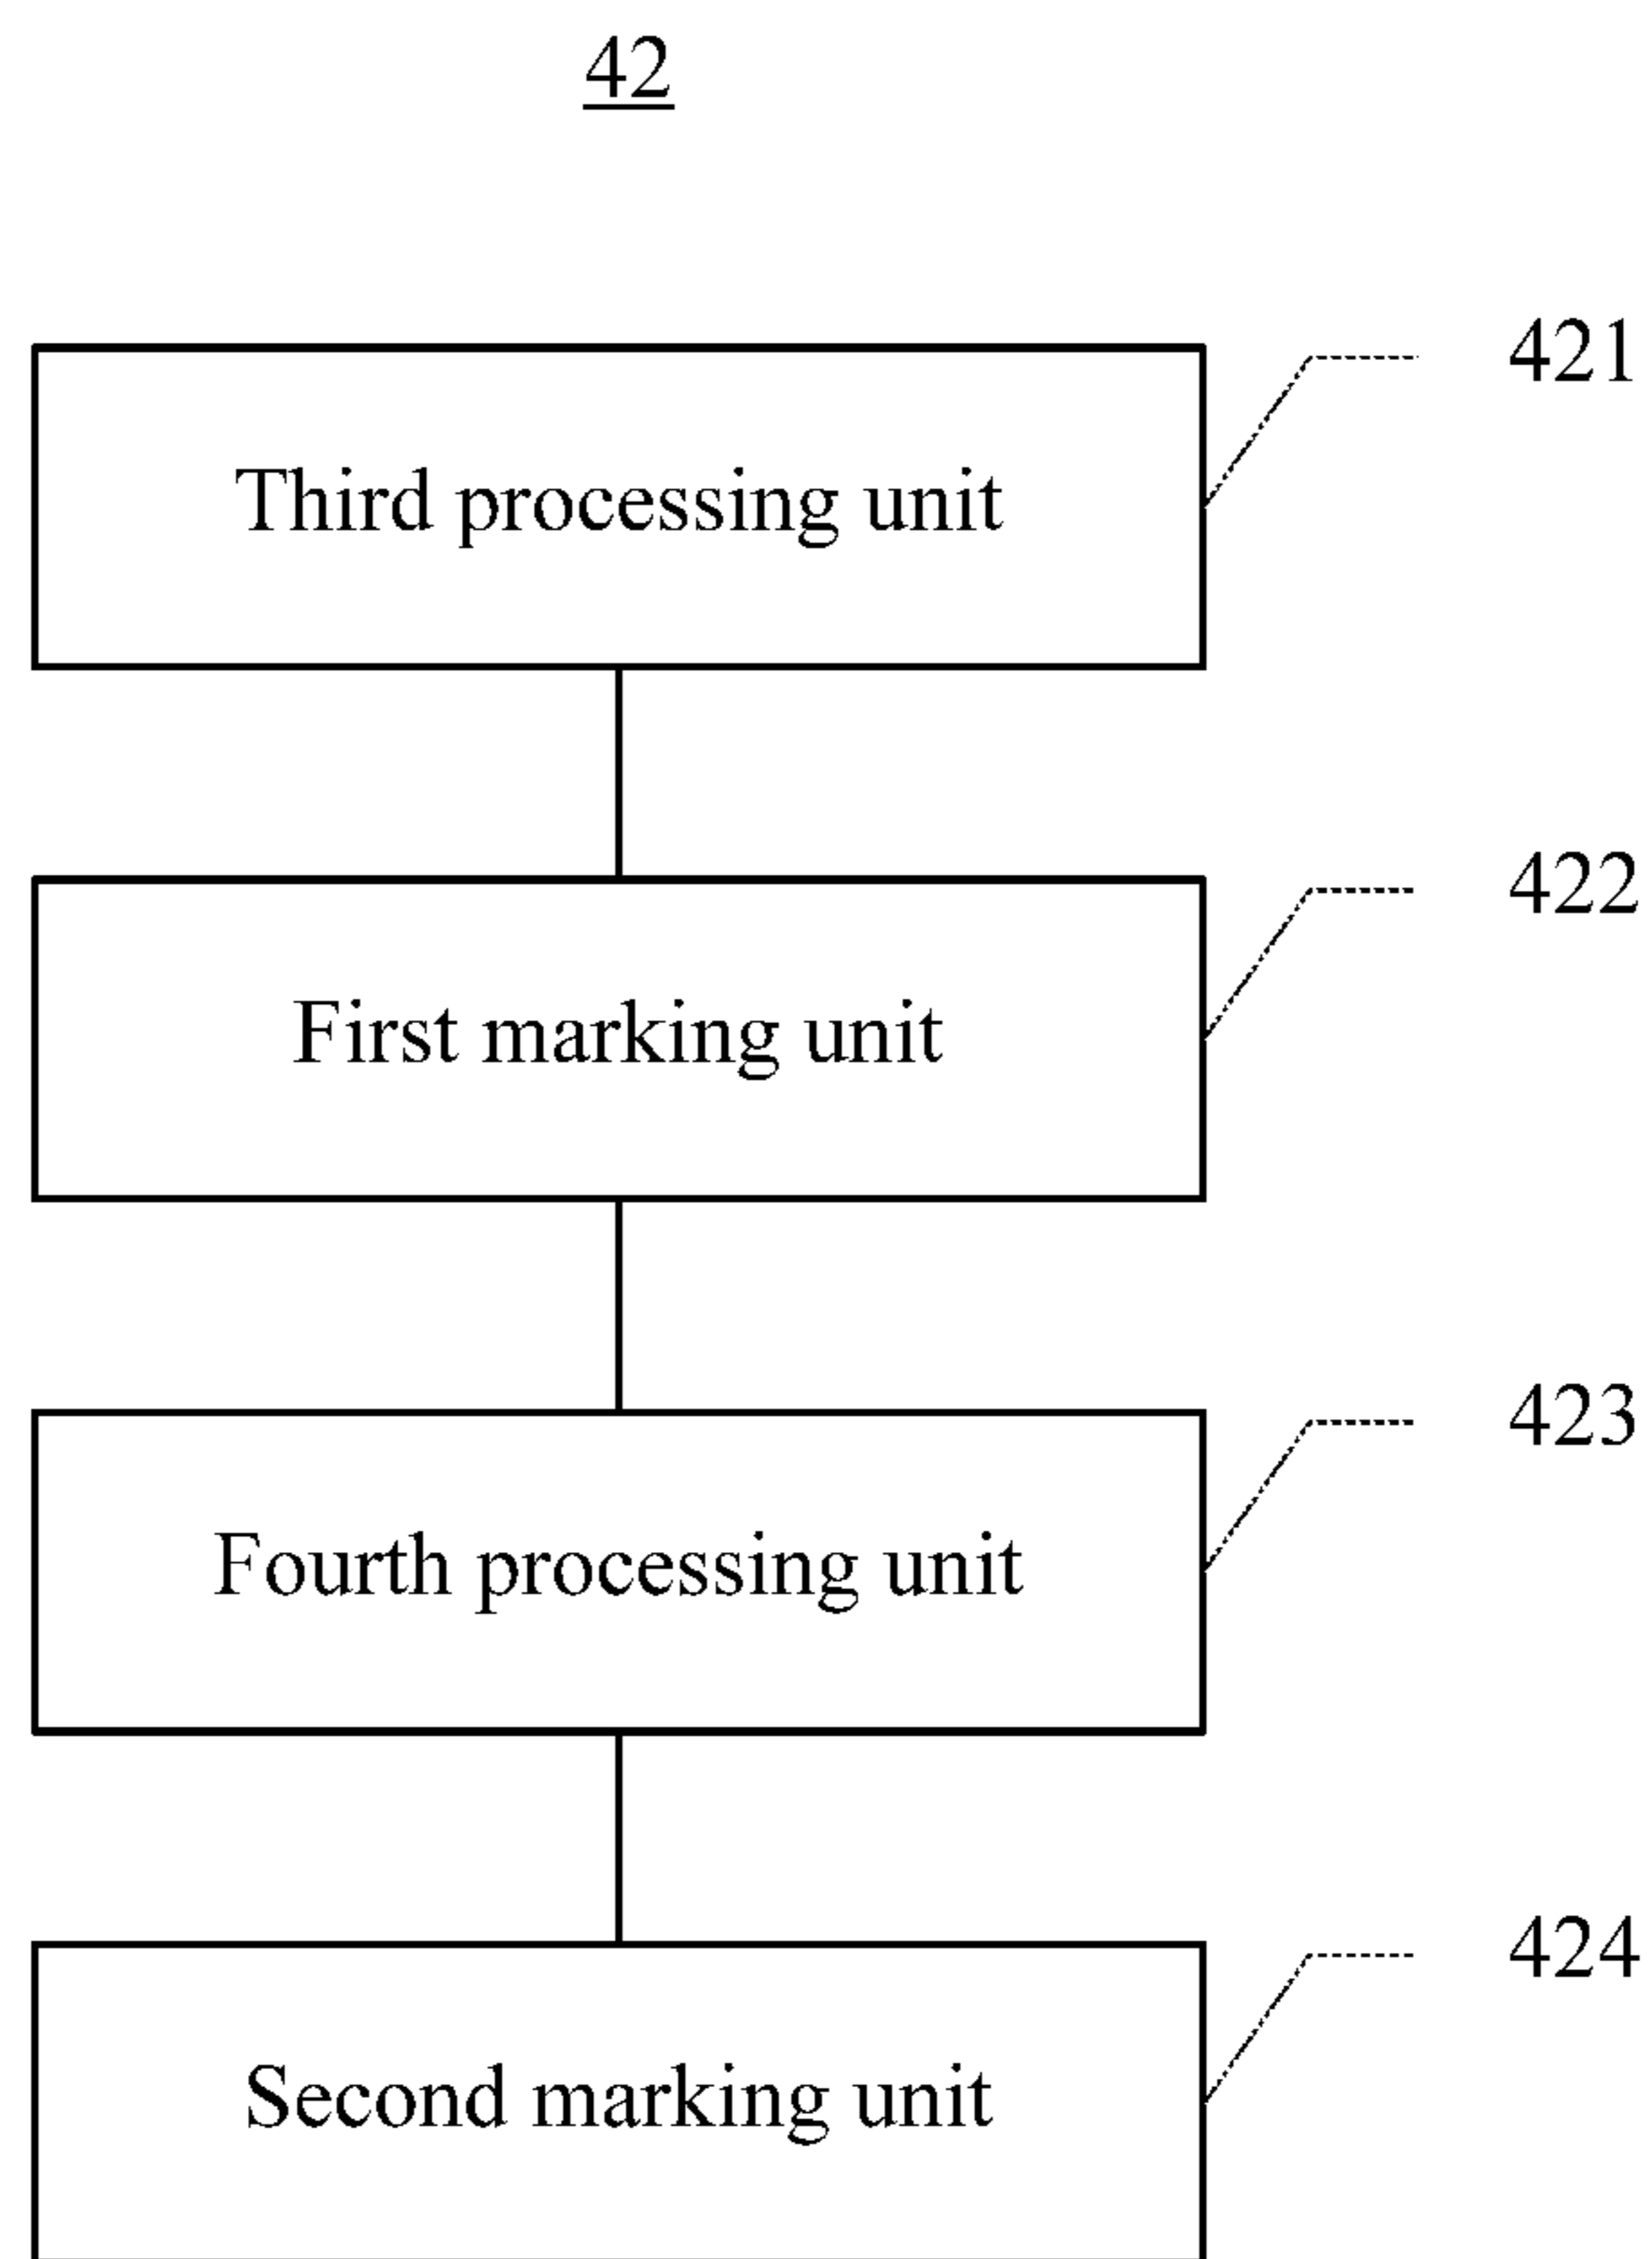 42
421
Third processing unit
422
First marking unit
423
Fourth processing unit
424
Second marking unit